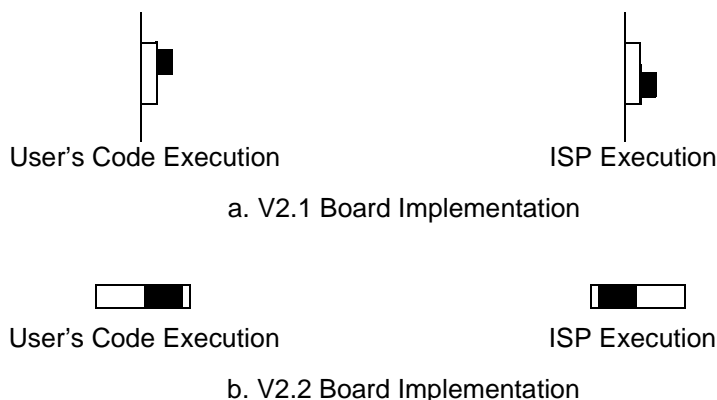 User's Code Execution ISP Execution
a. V2.1 Board Implementation
User's Code Execution ISP Execution
b. V2.2 Board Implementation